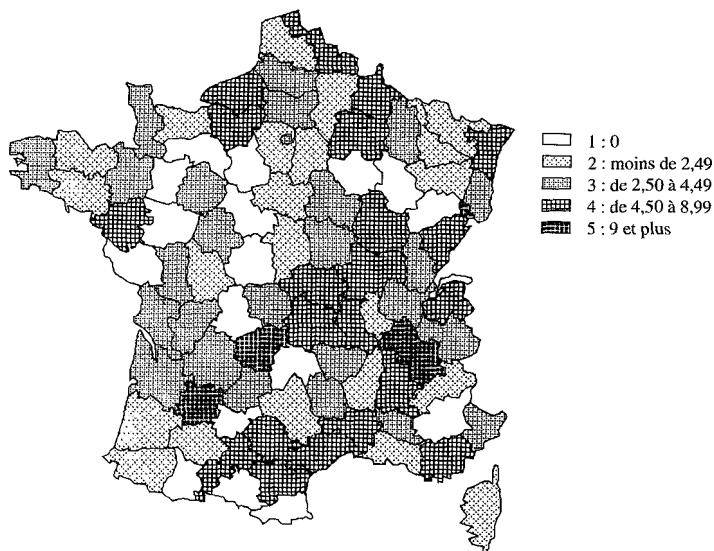 1 : 0
2 : moins de 2,49
3 : de 2,50 à 4,49
4 : de 4,50 à 8,99
5 : 9 et plus